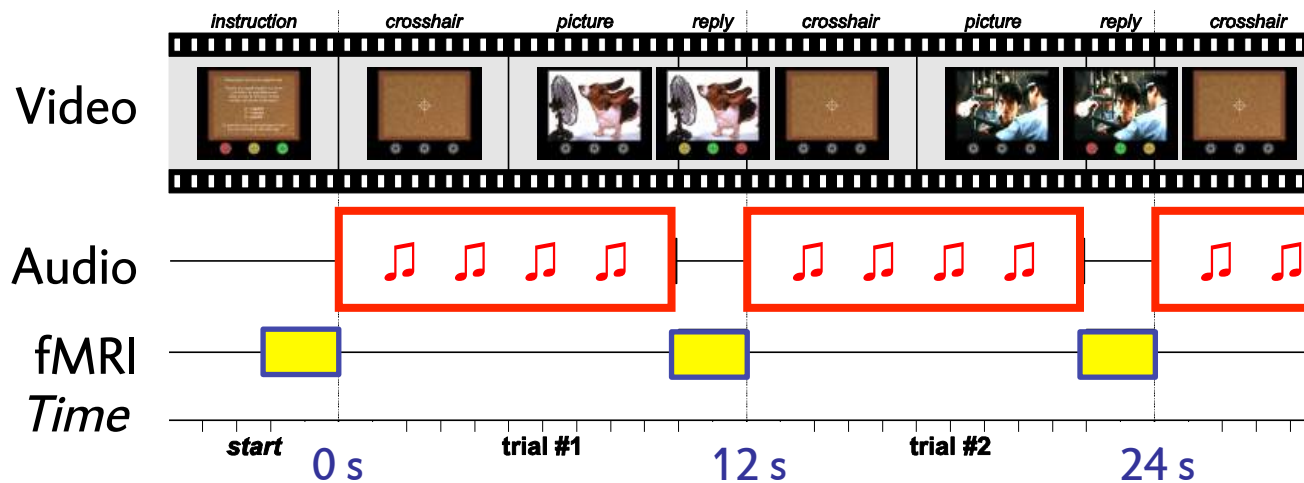 instruction crosshair picture reply crosshair picture reply crosshair
Video
Audio
fMRI
Time
start trial #1 trial #2
0 s 12 s 24 s